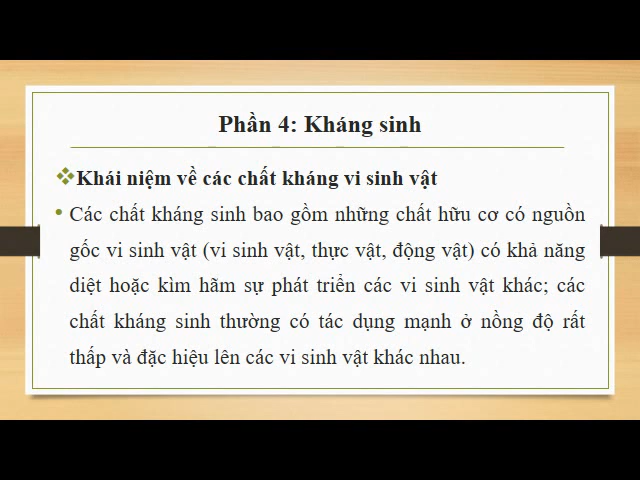 Phần 4: Kháng sinh
❖Khái niệm về các chất kháng vi sinh vật
• Các chất kháng sinh bao gồm những chất hữu cơ có nguồn
gốc vi sinh vật (vi sinh vật, thực vật, động vật) có khả năng
diệt hoặc kìm hãm sự phát triển các vi sinh vật khác; các
chất kháng sinh thường có tác dụng mạnh ở nồng độ rất
thấp và đặc hiệu lên các vi sinh vật khác nhau.